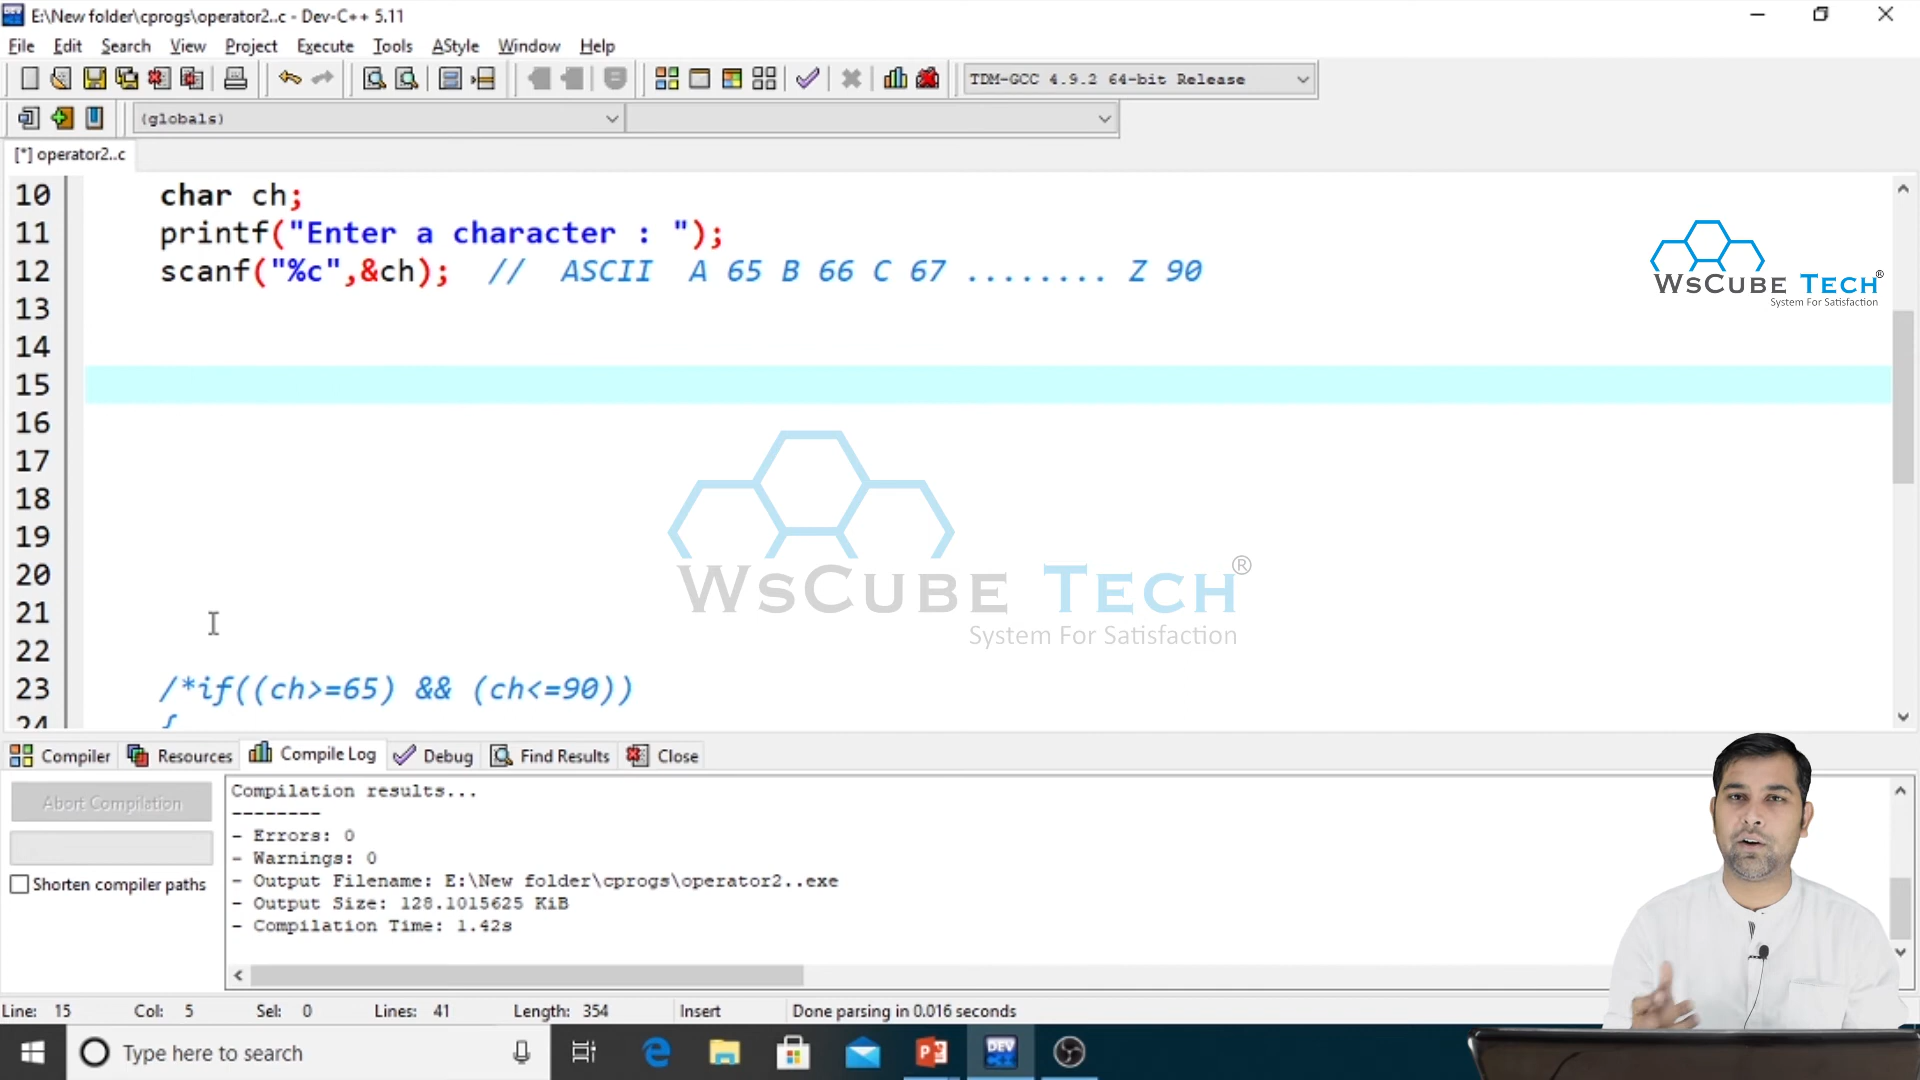 E:\New folder\cprogs\operator2..c - Dev-C++ 5.11
File Edit Search View Project Execute Tools AStyle Window Help
TDM-GCC 4.9.2 64-bit Release
(globals)
[*] operator2..c
10 char ch;
11 printf("Enter a character : ");
12 scanf("%c",&ch); // ASCII A 65 B 66 C 67 ........ Z 90
13
14
15
16
17
18
19
20
21
22
23 /*if((ch>=65) && (ch<=90))
24 {
WsCube Tech®
System For Satisfaction
WsCube Tech®
System For Satisfaction
Compiler Resources Compile Log Debug Find Results Close
Abort Compilation
Shorten compiler paths
Compilation results...
--------
- Errors: 0
- Warnings: 0
- Output Filename: E:\New folder\cprogs\operator2..exe
- Output Size: 128.1015625 KiB
- Compilation Time: 1.42s
Line: 15 Col: 5 Sel: 0 Lines: 41 Length: 354 Insert Done parsing in 0.016 seconds
Type here to search
DEV